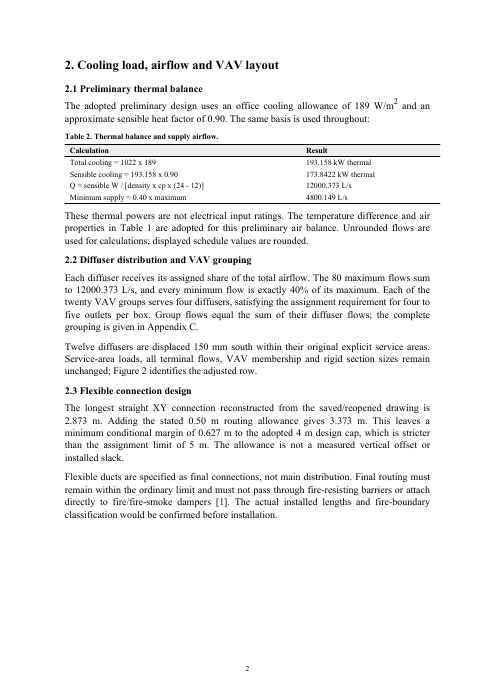 2. Cooling load, airflow and VAV layout
2.1 Preliminary thermal balance
The adopted preliminary design uses an office cooling allowance of 189 W/m2 and an
approximate sensible heat factor of 0.90. The same basis is used throughout:
Table 2. Thermal balance and supply airflow.
Calculation Result
Total cooling = 1022 x 189 193.158 kW thermal
Sensible cooling = 193.158 x 0.90 173.8422 kW thermal
Q = sensible W / [density x cp x (24 - 12)] 12000.373 L/s
Minimum supply = 0.40 x maximum 4800.149 L/s
These thermal powers are not electrical input ratings. The temperature difference and air
properties in Table 1 are adopted for this preliminary air balance. Unrounded flows are
used for calculations; displayed schedule values are rounded.
2.2 Diffuser distribution and VAV grouping
Each diffuser receives its assigned share of the total airflow. The 80 maximum flows sum
to 12000.373 L/s, and every minimum flow is exactly 40% of its maximum. Each of the
twenty VAV groups serves four diffusers, satisfying the assignment requirement for four to
five outlets per box. Group flows equal the sum of their diffuser flows; the complete
grouping is given in Appendix C.
Twelve diffusers are displaced 150 mm south within their original explicit service areas.
Service-area loads, all terminal flows, VAV membership and rigid section sizes remain
unchanged; Figure 2 identifies the adjusted row.
2.3 Flexible connection design
The longest straight XY connection reconstructed from the saved/reopened drawing is
2.873 m. Adding the stated 0.50 m routing allowance gives 3.373 m. This leaves a
minimum conditional margin of 0.627 m to the adopted 4 m design cap, which is stricter
than the assignment limit of 5 m. The allowance is not a measured vertical offset or
installed slack.
Flexible ducts are specified as final connections, not main distribution. Final routing must
remain within the ordinary limit and must not pass through fire-resisting barriers or attach
directly to fire/fire-smoke dampers [1]. The actual installed lengths and fire-boundary
classification would be confirmed before installation.
2